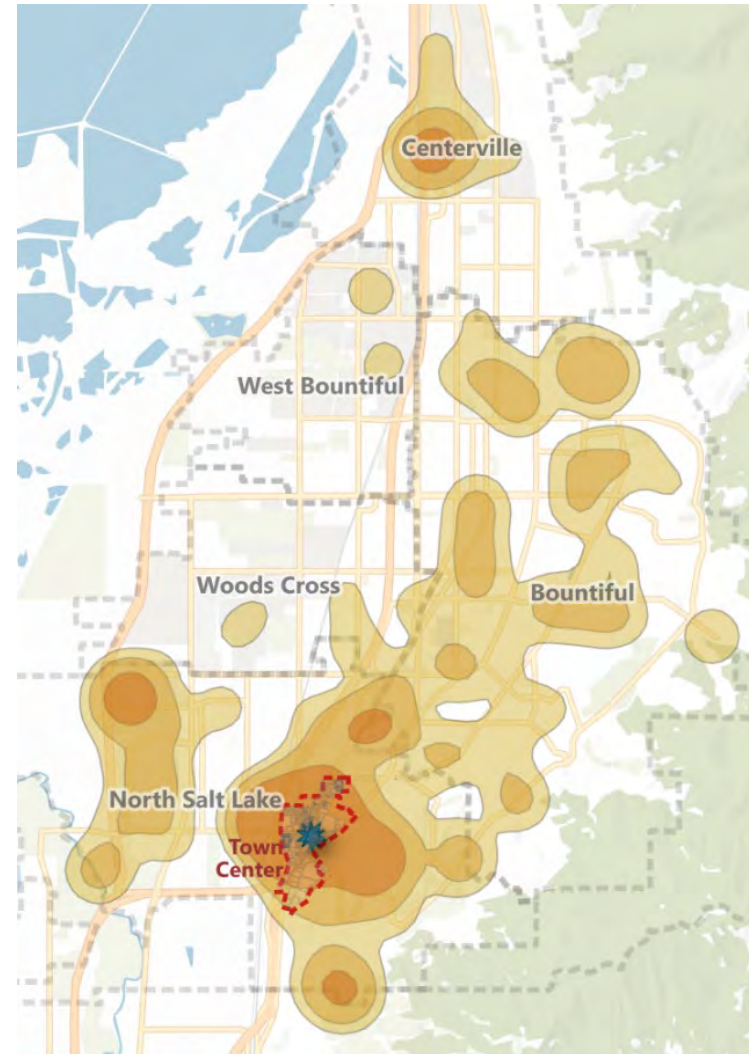 Centerville
West Bountiful
Woods Cross
Bountiful
North Salt Lake
Town
Center